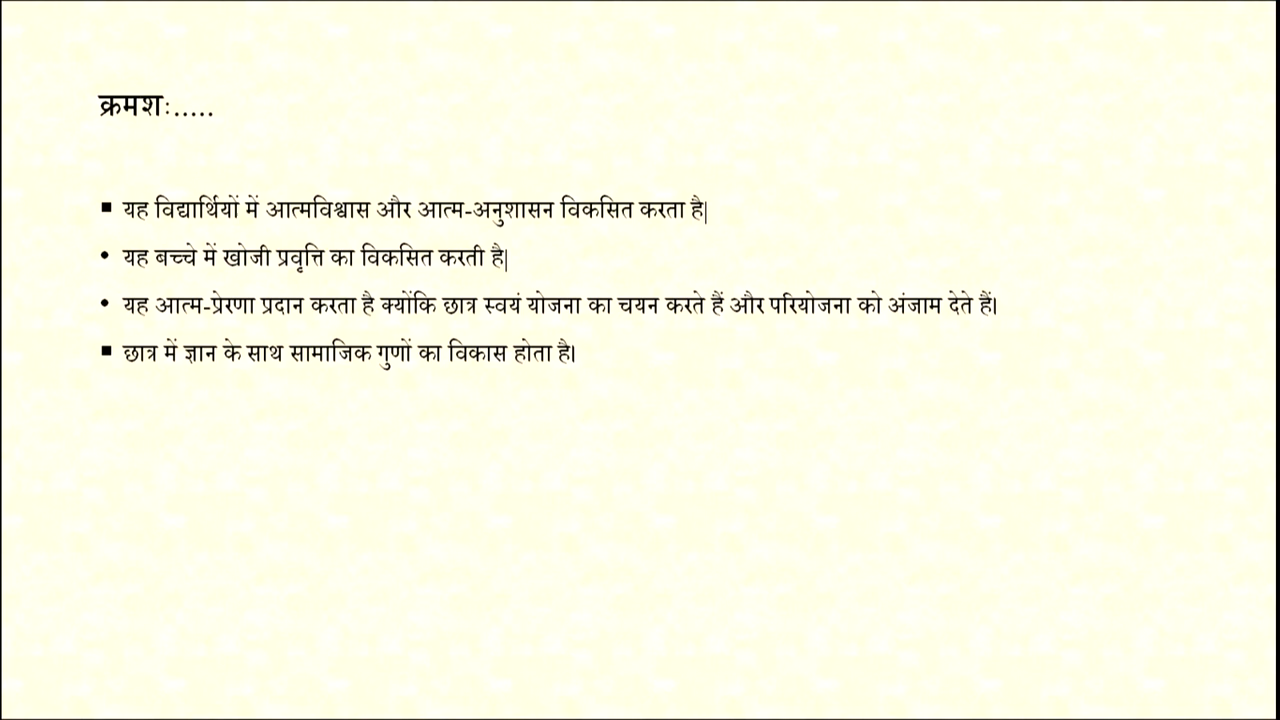 क्रमशः.....
▪ यह विद्यार्थियों में आत्मविश्वास और आत्म-अनुशासन विकसित करता है|
• यह बच्चे में खोजी प्रवृत्ति का विकसित करती है|
• यह आत्म-प्रेरणा प्रदान करता है क्योंकि छात्र स्वयं योजना का चयन करते हैं और परियोजना को अंजाम देते हैं।
▪ छात्र में ज्ञान के साथ सामाजिक गुणों का विकास होता है।